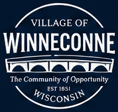 VILLAGE OF
WINNECONNE
The Community of Opportunity
EST 1851
WISCONSIN